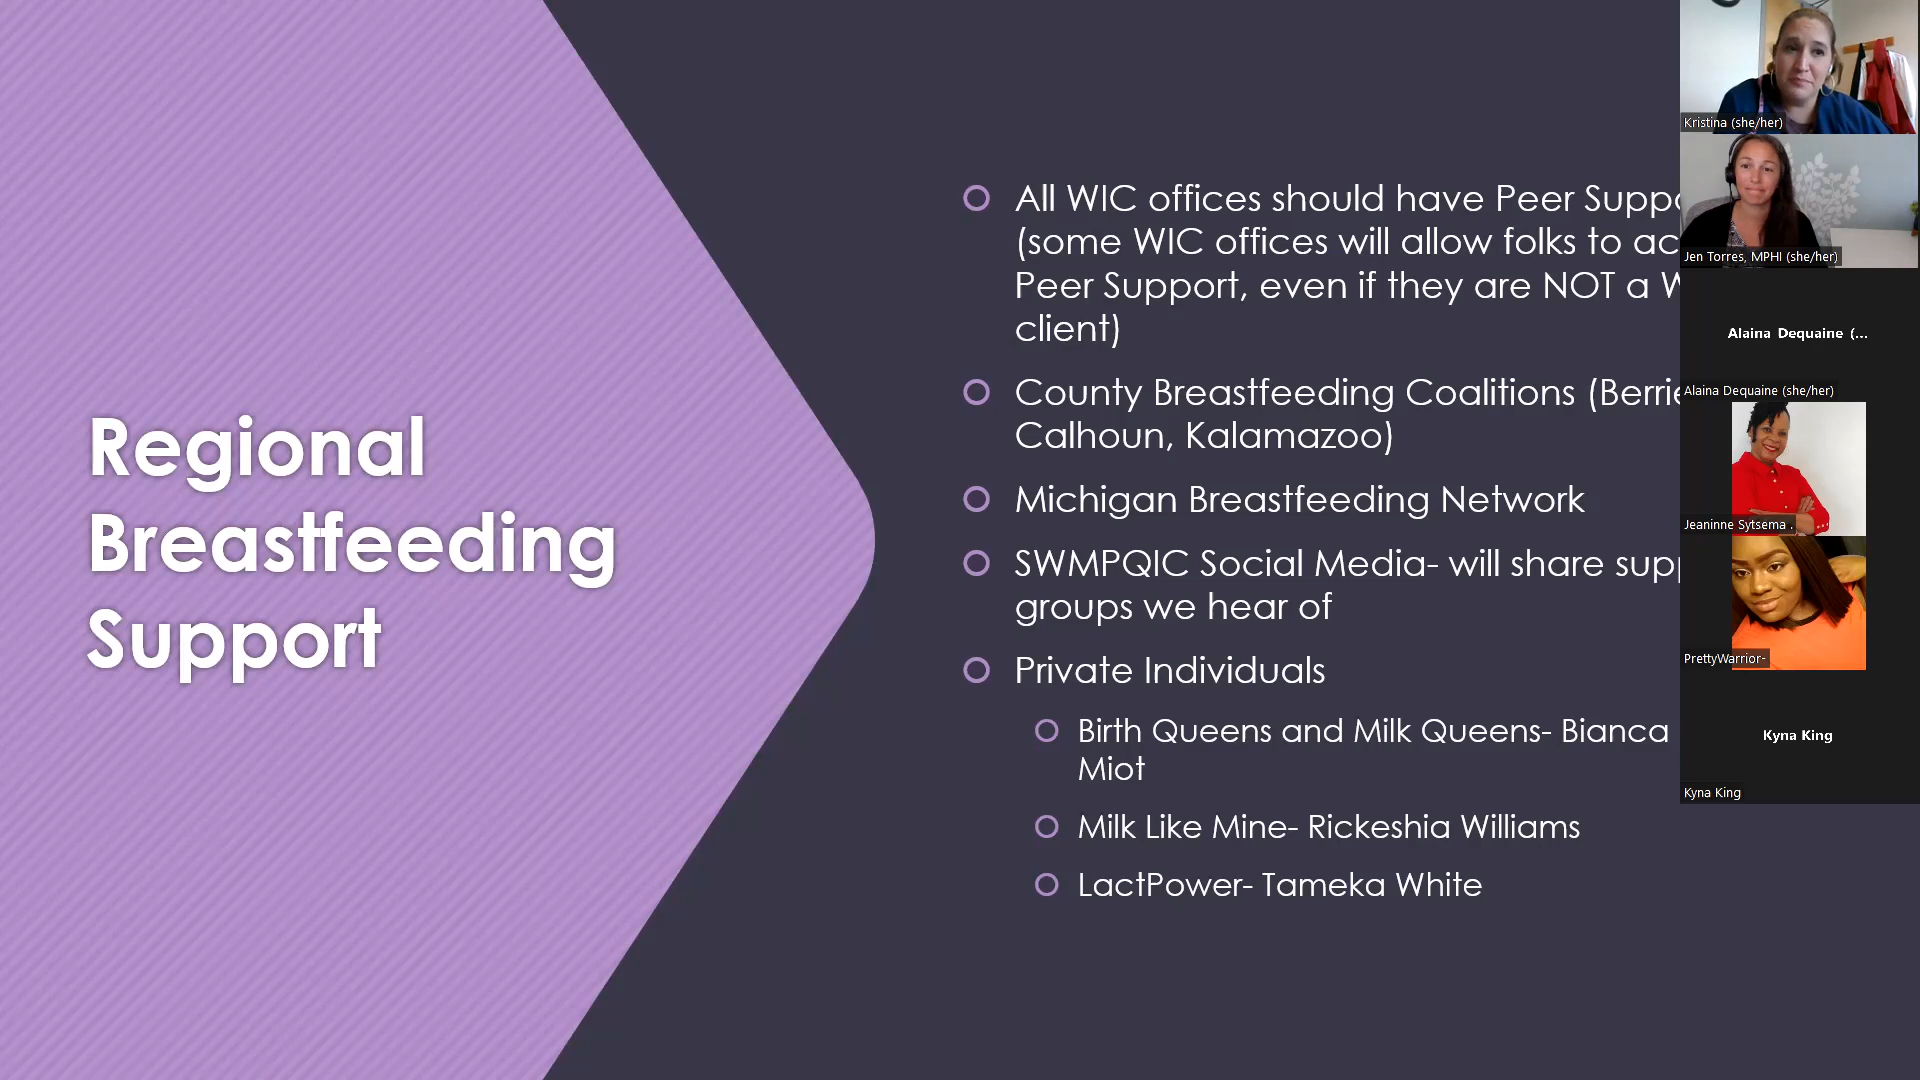 Regional
Breastfeeding
Support
All WIC offices should have Peer
(some WIC offices will allow folks to
Peer Support, even if they are NOT a
client)
County Breastfeeding Coalitions
Calhoun, Kalamazoo)
Michigan Breastfeeding Network
SWMPQIC Social Media- will share
groups we hear of
Private Individuals
Birth Queens and Milk Queens- Bianca
Miot
Milk Like Mine- Rickeshia Williams
LactPower- Tameka White
Kristina (she/her)
Jen Torres, MPHI (she/her)
Alaina Dequaine (...
Alaina Dequaine (she/her)
Jeaninne Sytsema .
PrettyWarrior-
Kyna King
Kyna King